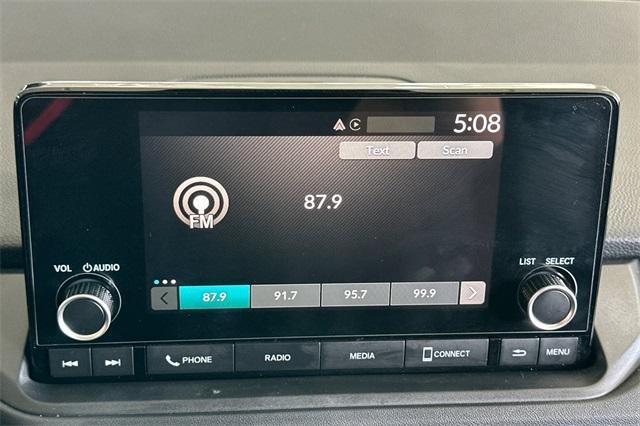 5:08
Text Scan
FM
87.9
87.9 91.7 95.7 99.9
VOL AUDIO
LIST SELECT
PHONE RADIO MEDIA CONNECT MENU